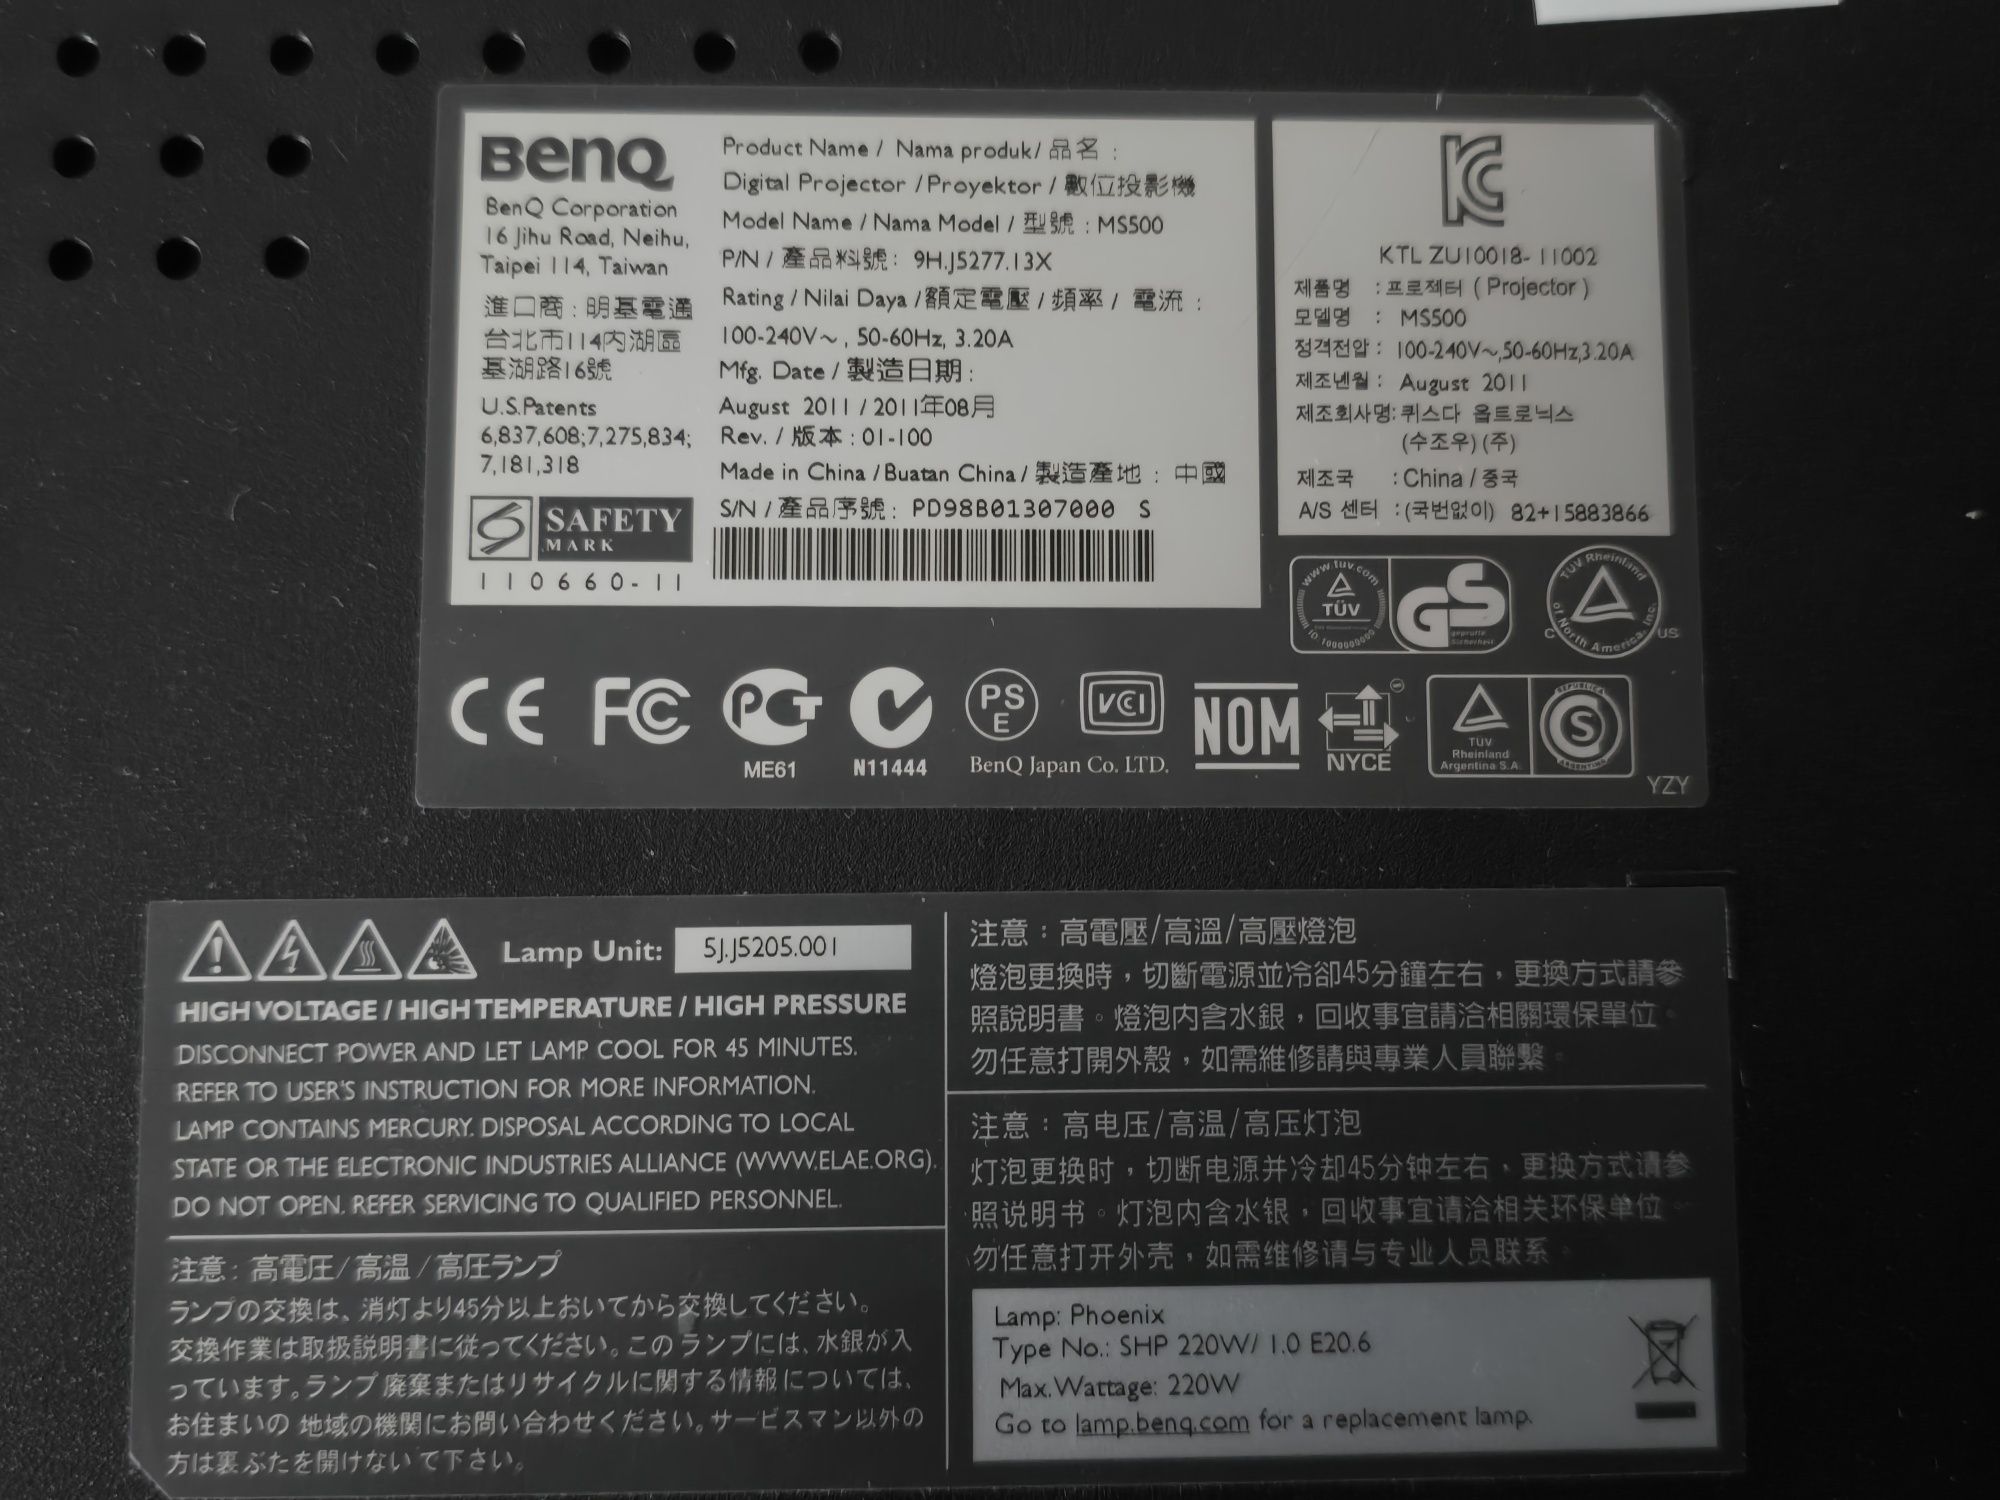 BenQ
BenQ Corporation
16 Jihu Road, Neihu,
Taipei 114, Taiwan
進口商：明基電通
台北市114內湖區
基湖路16號
U.S.Patents
6,837,608;7,275,834;
7,181,318
SAFETY
MARK
110660-11
Product Name / Nama produk/ 品名 :
Digital Projector /Proyektor / 數位投影機
Model Name / Nama Model / 型號 : MS500
P/N / 產品料號: 9H.J5277.13X
Rating / Nilai Daya /額定電壓 / 頻率 / 電流 :
100-240V~, 50-60Hz, 3.20A
Mfg. Date / 製造日期:
August 2011 / 2011年08月
Rev. / 版本 : 01-100
Made in China / Buatan China / 製造產地 : 中國
S/N / 產品序號: PD98B01307000 S
KTL ZU10018-11002
제품명 : 프로젝터 ( Projector )
모델명 : MS500
정격전압 : 100-240V~,50-60Hz,3.20A
제조년월 : August 2011
제조회사명: 퀴스다 옵트로닉스
(수조우) (주)
제조국 : China / 중국
A/S 센터 : (국번없이) 82+15883866
www.tuv.com
TÜV
ID 1000000000
GS
geprüfte
Sicherheit
TÜV Rheinland
of North America, Inc.
C US
CE FC PCT
ME61
N11444
PS
E
VCI
BenQ Japan Co. LTD.
NOM
NYCE
TÜV
Rheinland
Argentina S.A.
S
YZY
Lamp Unit: 5J.J5205.001
HIGH VOLTAGE / HIGH TEMPERATURE / HIGH PRESSURE
DISCONNECT POWER AND LET LAMP COOL FOR 45 MINUTES.
REFER TO USER'S INSTRUCTION FOR MORE INFORMATION.
LAMP CONTAINS MERCURY. DISPOSAL ACCORDING TO LOCAL
STATE OR THE ELECTRONIC INDUSTRIES ALLIANCE (WWW.ELAE.ORG).
DO NOT OPEN. REFER SERVICING TO QUALIFIED PERSONNEL.
注意: 高電圧/高温/高圧ランプ
ランプの交換は、消灯より45分以上おいてから交換してください。
交換作業は取扱説明書に従ってください。このランプには、水銀が入
っています。ランプ廃棄またはリサイクルに関する情報については、
お住まいの 地域の機関にお問い合わせください。サービスマン以外の
方は裏ぶたを開けないで下さい。
注意：高電壓/高溫/高壓燈泡
燈泡更換時，切斷電源並冷卻45分鐘左右，更換方式請參
照說明書。燈泡內含水銀，回收事宜請洽相關環保單位。
勿任意打開外殼，如需維修請與專業人員聯繫。
注意：高电压/高温/高压灯泡
灯泡更换时，切断电源并冷却45分钟左右，更换方式请参
照说明书。灯泡内含水银，回收事宜请洽相关环保单位。
勿任意打开外壳，如需维修请与专业人员联系。
Lamp: Phoenix
Type No.: SHP 220W/ 1.0 E20.6
Max. Wattage: 220W
Go to lamp.benq.com for a replacement lamp.